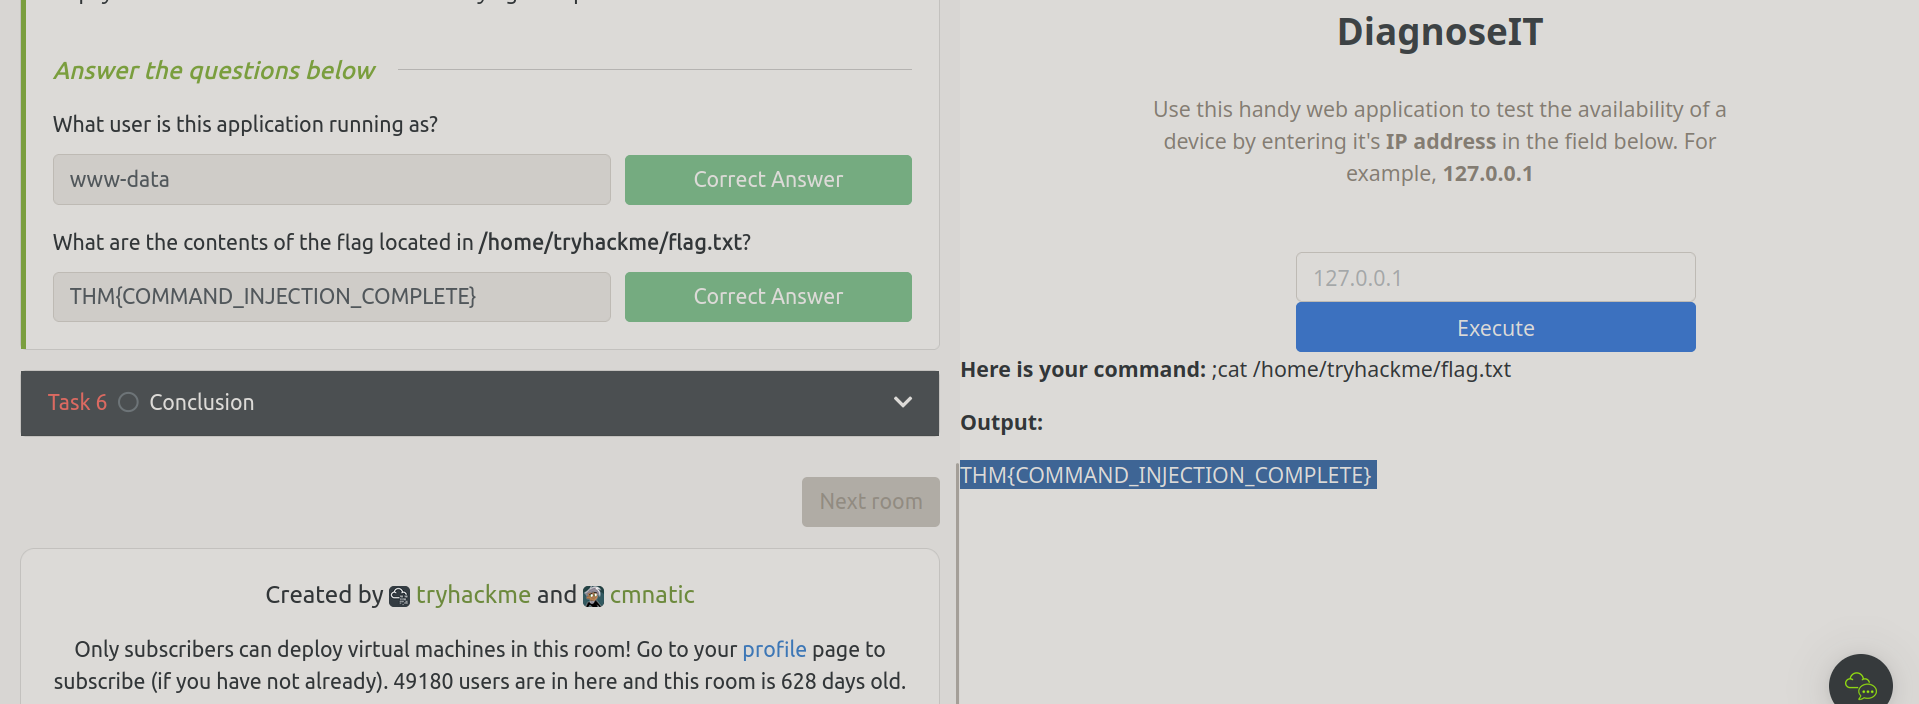 Answer the questions below
What user is this application running as?
www-data
Correct Answer
What are the contents of the flag located in /home/tryhackme/flag.txt?
THM{COMMAND_INJECTION_COMPLETE}
Correct Answer
Task 6 Conclusion
Next room
Created by tryhackme and cmnatic
Only subscribers can deploy virtual machines in this room! Go to your profile page to
subscribe (if you have not already). 49180 users are in here and this room is 628 days old.
DiagnoseIT
Use this handy web application to test the availability of a
device by entering it's IP address in the field below. For
example, 127.0.0.1
127.0.0.1
Execute
Here is your command: ;cat /home/tryhackme/flag.txt
Output:
THM{COMMAND_INJECTION_COMPLETE}